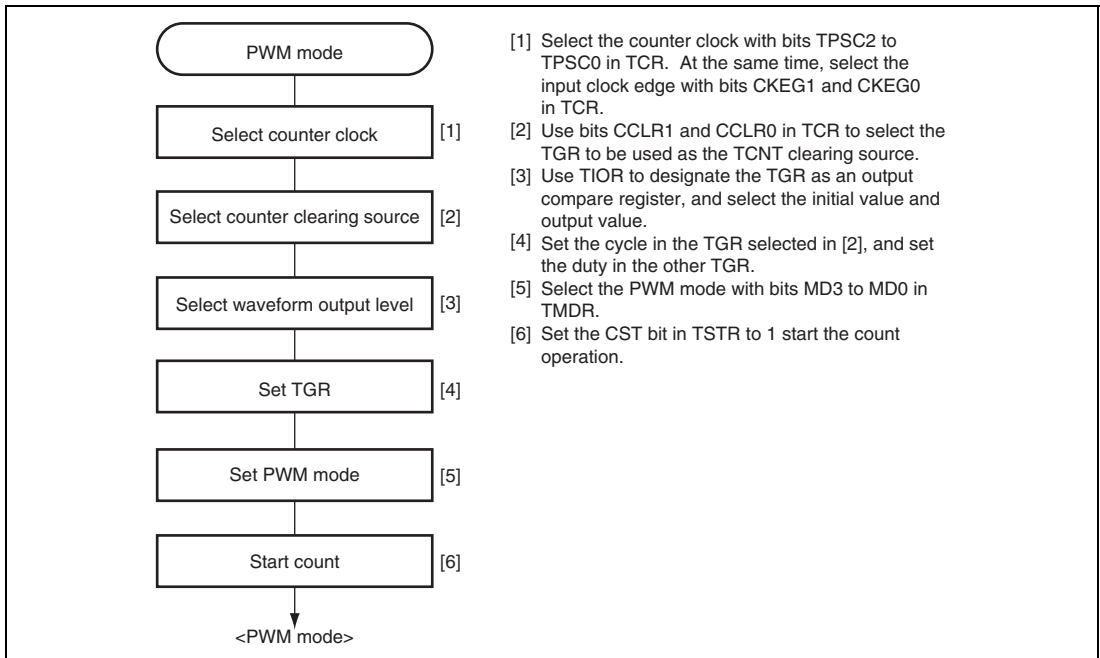 PWM mode
Select counter clock
[1]
Select counter clearing source
[2]
Select waveform output level
[3]
Set TGR
[4]
Set PWM mode
[5]
Start count
[6]
<PWM mode>
[1] Select the counter clock with bits TPSC2 to
TPSC0 in TCR. At the same time, select the
input clock edge with bits CKEG1 and CKEG0
in TCR.
[2] Use bits CCLR1 and CCLR0 in TCR to select the
TGR to be used as the TCNT clearing source.
[3] Use TIOR to designate the TGR as an output
compare register, and select the initial value and
output value.
[4] Set the cycle in the TGR selected in [2], and set
the duty in the other TGR.
[5] Select the PWM mode with bits MD3 to MD0 in
TMDR.
[6] Set the CST bit in TSTR to 1 start the count
operation.